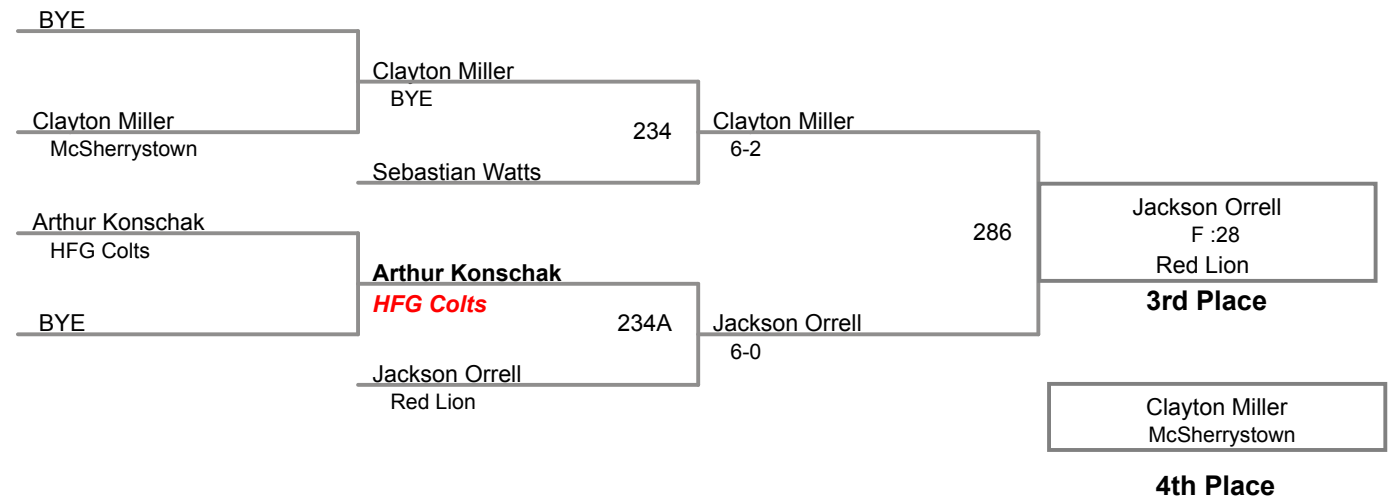 BYE
Clayton Miller
BYE
Clayton Miller
McSherrystown
234
Clayton Miller
6-2
Sebastian Watts
Jackson Orrell
F :28
Red Lion
3rd Place
Arthur Konschak
HFG Colts
286
Arthur Konschak
HFG Colts
BYE
234A
Jackson Orrell
6-0
Jackson Orrell
Red Lion
Clayton Miller
McSherrystown
4th Place